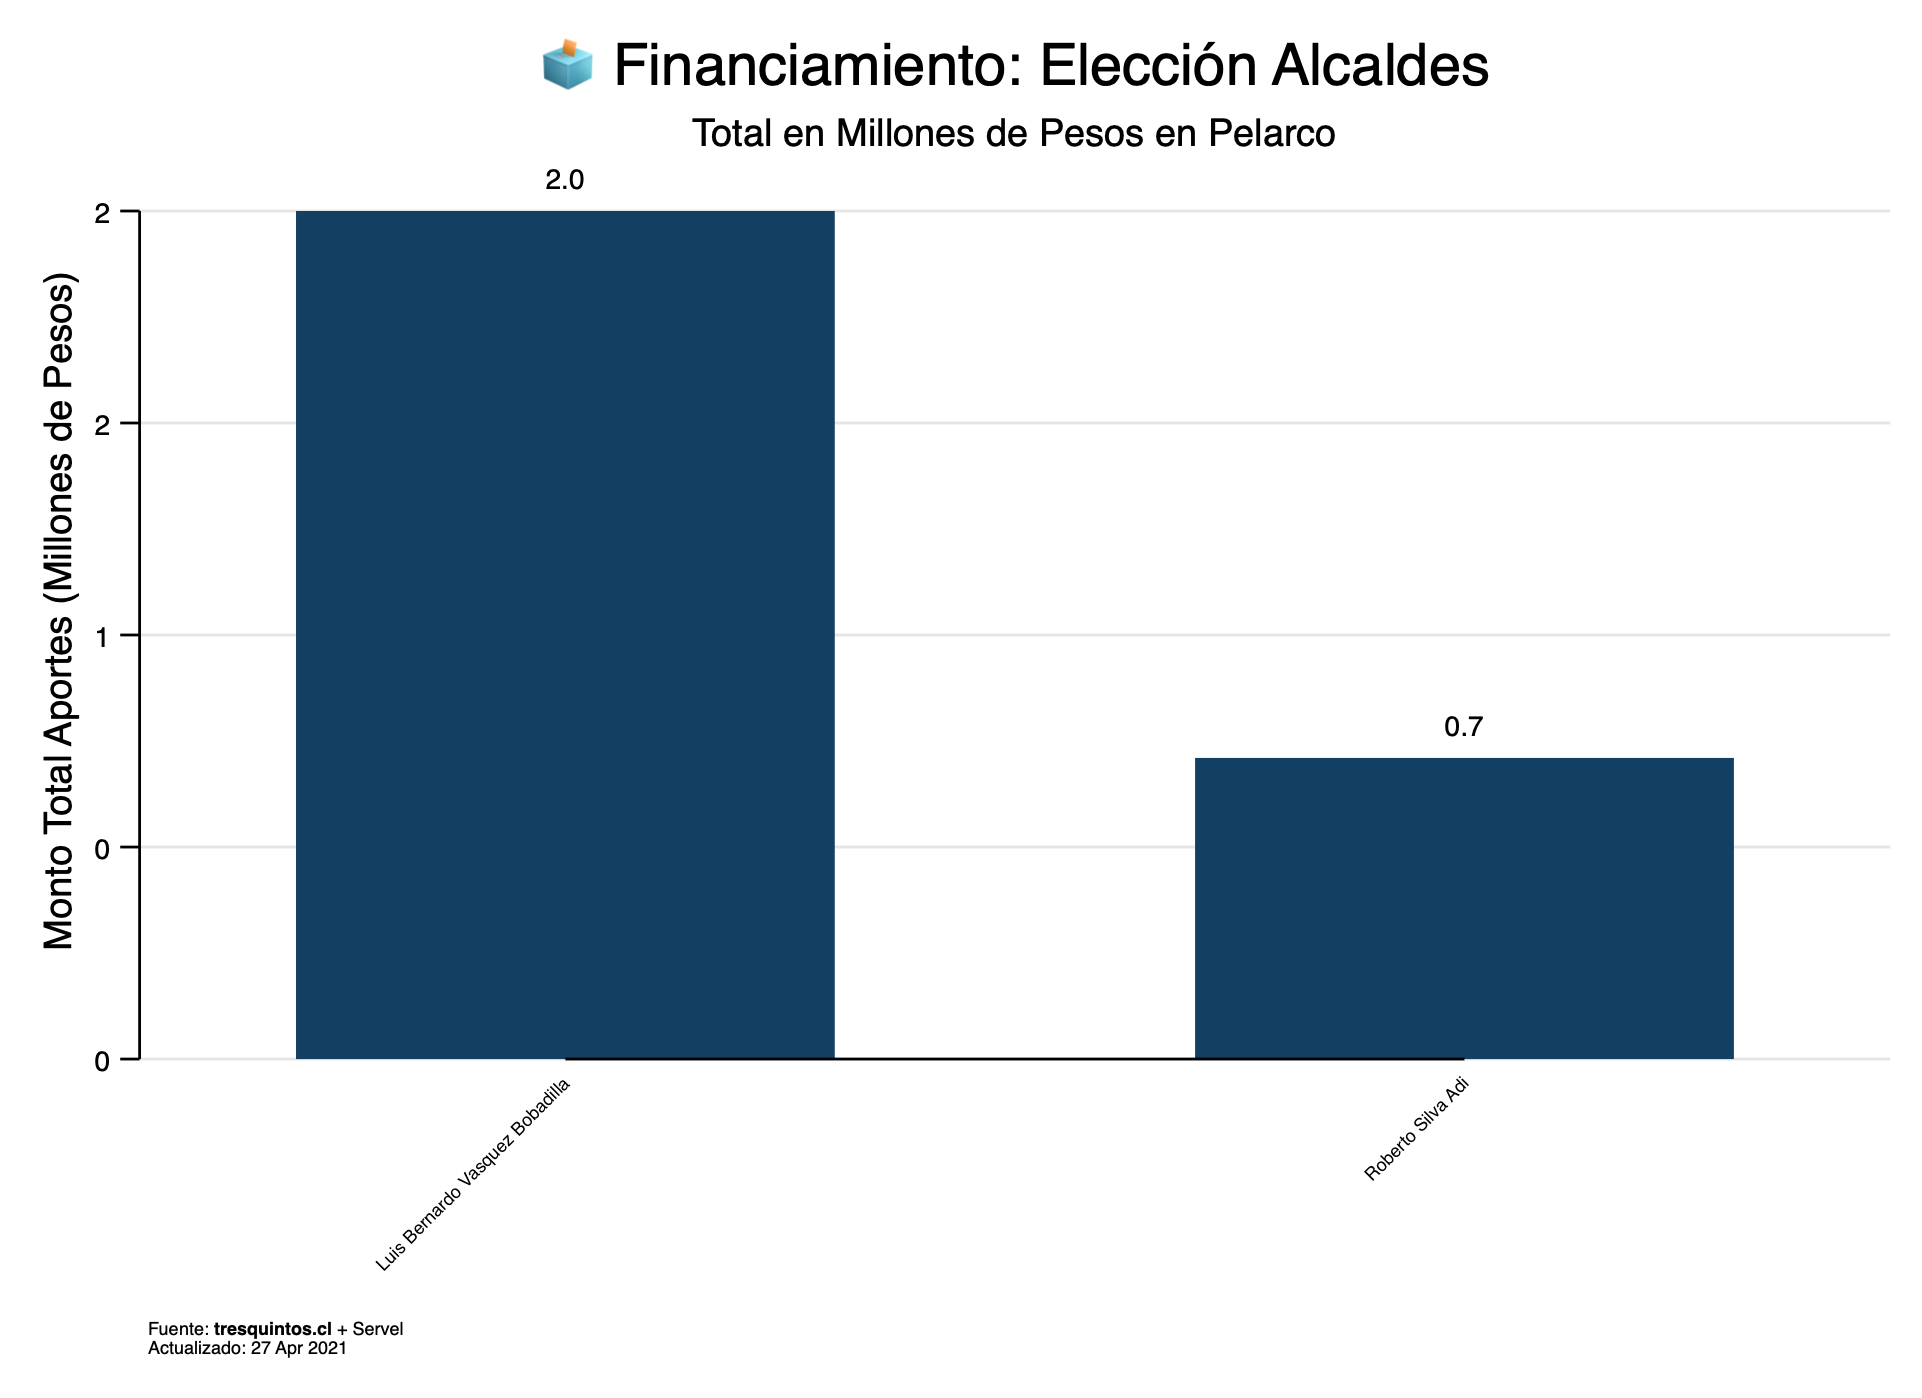 Financiamiento: Elección Alcaldes
Total en Millones de Pesos en Pelarco
Monto Total Aportes (Millones de Pesos)
2
2
1
0
0
2.0
0.7
Luis Bernardo Vasquez Bobadilla
Roberto Silva Adi
Fuente: tresquintos.cl + Servel
Actualizado: 27 Apr 2021